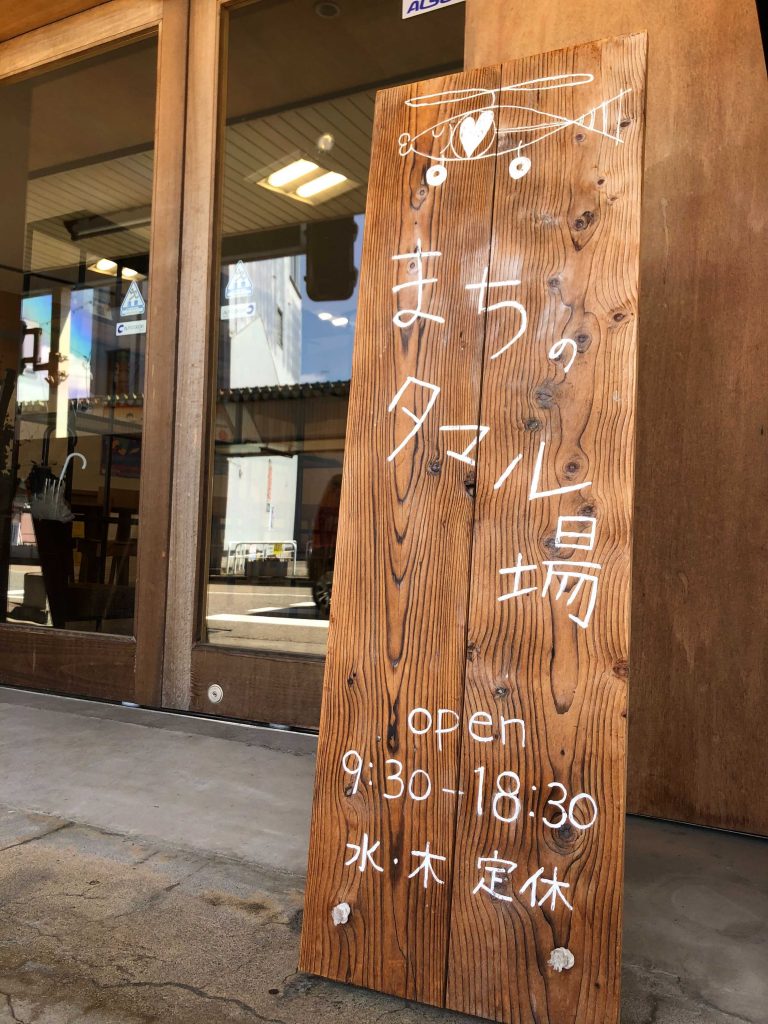 まちの
タマル
場
open
9:30-18:30
水・木 定休